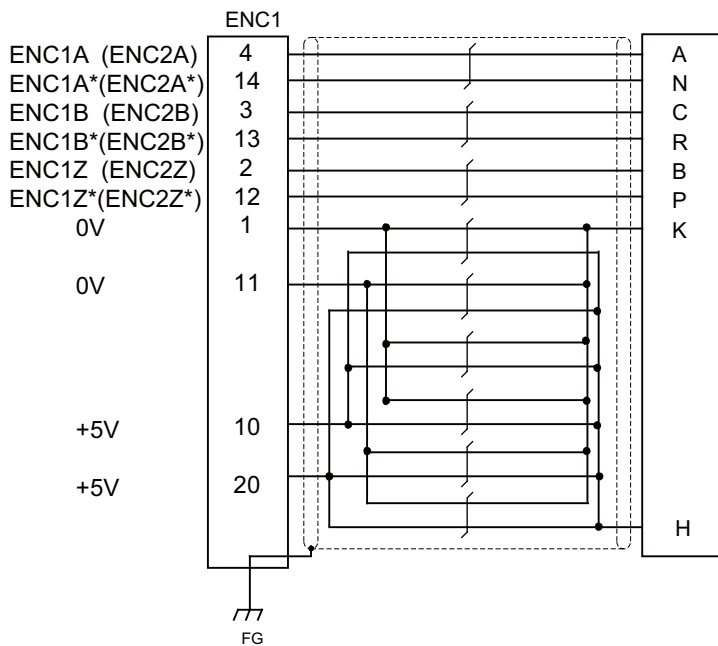 ENC1
ENC1A (ENC2A) 4 A
ENC1A*(ENC2A*) 14 N
ENC1B (ENC2B) 3 C
ENC1B*(ENC2B*) 13 R
ENC1Z (ENC2Z) 2 B
ENC1Z*(ENC2Z*) 12 P
0V 1 K
0V 11
+5V 10
+5V 20
H
FG